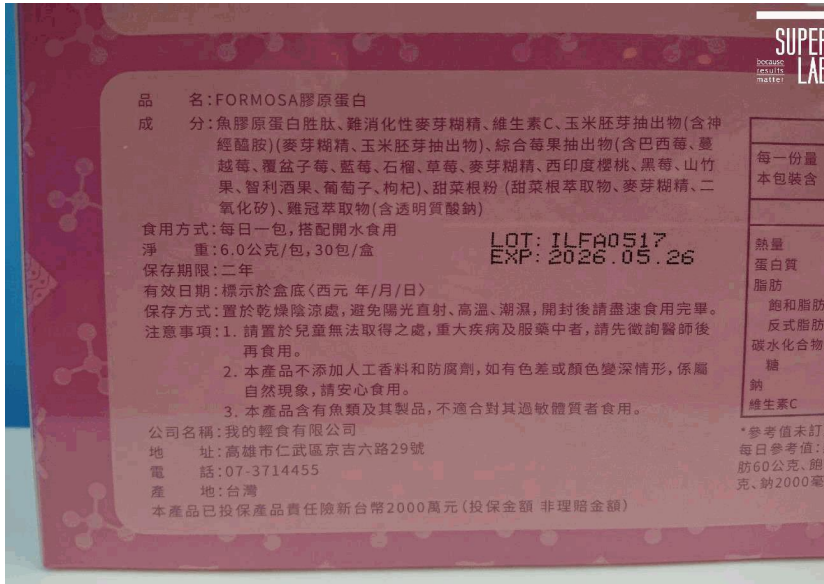 SUPER
LAB
because
results
matter
品 名:FORMOSA膠原蛋白
成 分:魚膠原蛋白胜肽、難消化性麥芽糊精、維生素C、玉米胚芽抽出物(含神
經醯胺)(麥芽糊精、玉米胚芽抽出物)、綜合莓果抽出物(含巴西莓、蔓
越莓、覆盆子莓、藍莓、石榴、草莓、麥芽糊精、西印度櫻桃、黑莓、山竹
果、智利酒果、葡萄子、枸杞)、甜菜根粉 (甜菜根萃取物、麥芽糊精、二
氧化矽)、雞冠萃取物(含透明質酸鈉)
食用方式:每日一包,搭配開水食用
淨 重:6.0公克/包,30包/盒
保存期限:二年
有效日期:標示於盒底〈西元 年/月/日〉
保存方式:置於乾燥陰涼處,避免陽光直射、高溫、潮濕,開封後請盡速食用完畢。
注意事項:1. 請置於兒童無法取得之處,重大疾病及服藥中者,請先徵詢醫師後
再食用。
2. 本產品不添加人工香料和防腐劑,如有色差或顏色變深情形,係屬
自然現象,請安心食用。
3. 本產品含有魚類及其製品,不適合對其過敏體質者食用。
公司名稱:我的輕食有限公司
地 址:高雄市仁武區京吉六路29號
電 話:07-3714455
產 地:台灣
本產品已投保產品責任險新台幣2000萬元(投保金額 非理賠金額)
LOT: ILFA0517
EXP: 2026.05.26
每一份量
本包裝含
熱量
蛋白質
脂肪
飽和脂肪
反式脂肪
碳水化合物
糖
鈉
維生素C
*參考值未訂
每日參考值:
肪60公克、飽
克、鈉2000毫